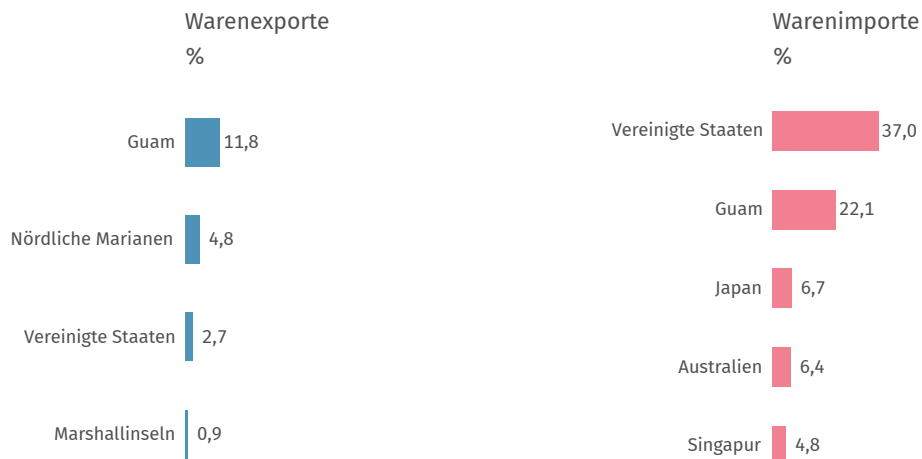 Warenexporte
%
Guam 11,8
Nördliche Marianen 4,8
Vereinigte Staaten 2,7
Marshallinseln 0,9
Warenimporte
%
Vereinigte Staaten 37,0
Guam 22,1
Japan 6,7
Australien 6,4
Singapur 4,8